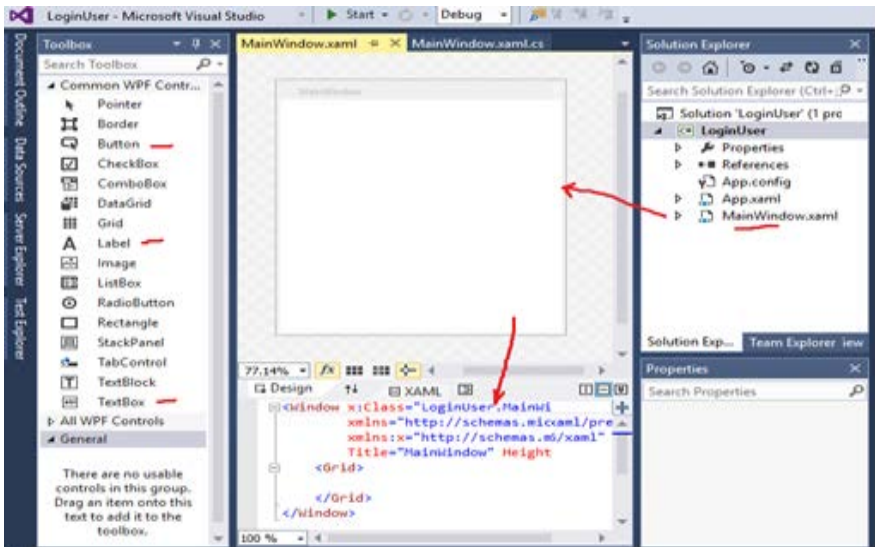 LoginUser - Microsoft Visual Studio
Start
Debug
Document Outline
Data Sources
Server Explorer
Test Explorer
Toolbox
Search Toolbox
Common WPF Contr...
Pointer
Border
Button
CheckBox
ComboBox
DataGrid
Grid
Label
Image
ListBox
RadioButton
Rectangle
StackPanel
TabControl
TextBlock
TextBox
All WPF Controls
General
There are no usable
controls in this group.
Drag an item onto this
text to add it to the
toolbox.
MainWindow.xaml
MainWindow.xaml.cs
MainWindow
77.14%
fx
Design
XAML
<Window x:Class="LoginUser.MainWi
xmlns="http://schemas.micxaml/pre
xmlns:x="http://schemas.m6/xaml"
Title="MainWindow" Height
<Grid>
</Grid>
</Window>
100 %
Solution Explorer
Search Solution Explorer (Ctrl+;)
Solution 'LoginUser' (1 pro
LoginUser
Properties
References
App.config
App.xaml
MainWindow.xaml
Solution Exp...
Team Explorer
iew
Properties
Search Properties